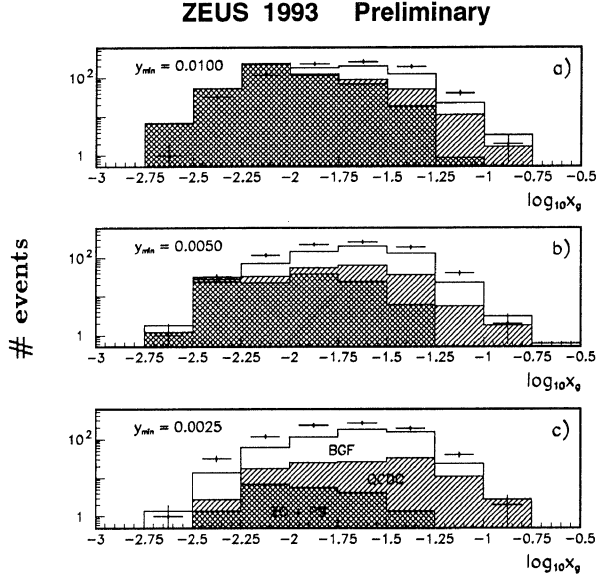 ZEUS 1993 Preliminary
# events
y_min = 0.0100
a)
10²
1
-3 -2.75 -2.5 -2.25 -2 -1.75 -1.5 -1.25 -1 -0.75 -0.5
log₁₀x_g
y_min = 0.0050
b)
10²
1
-3 -2.75 -2.5 -2.25 -2 -1.75 -1.5 -1.25 -1 -0.75 -0.5
log₁₀x_g
y_min = 0.0025
c)
10²
BGF
QCDC
1
-3 -2.75 -2.5 -2.25 -2 -1.75 -1.5 -1.25 -1 -0.75 -0.5
log₁₀x_g